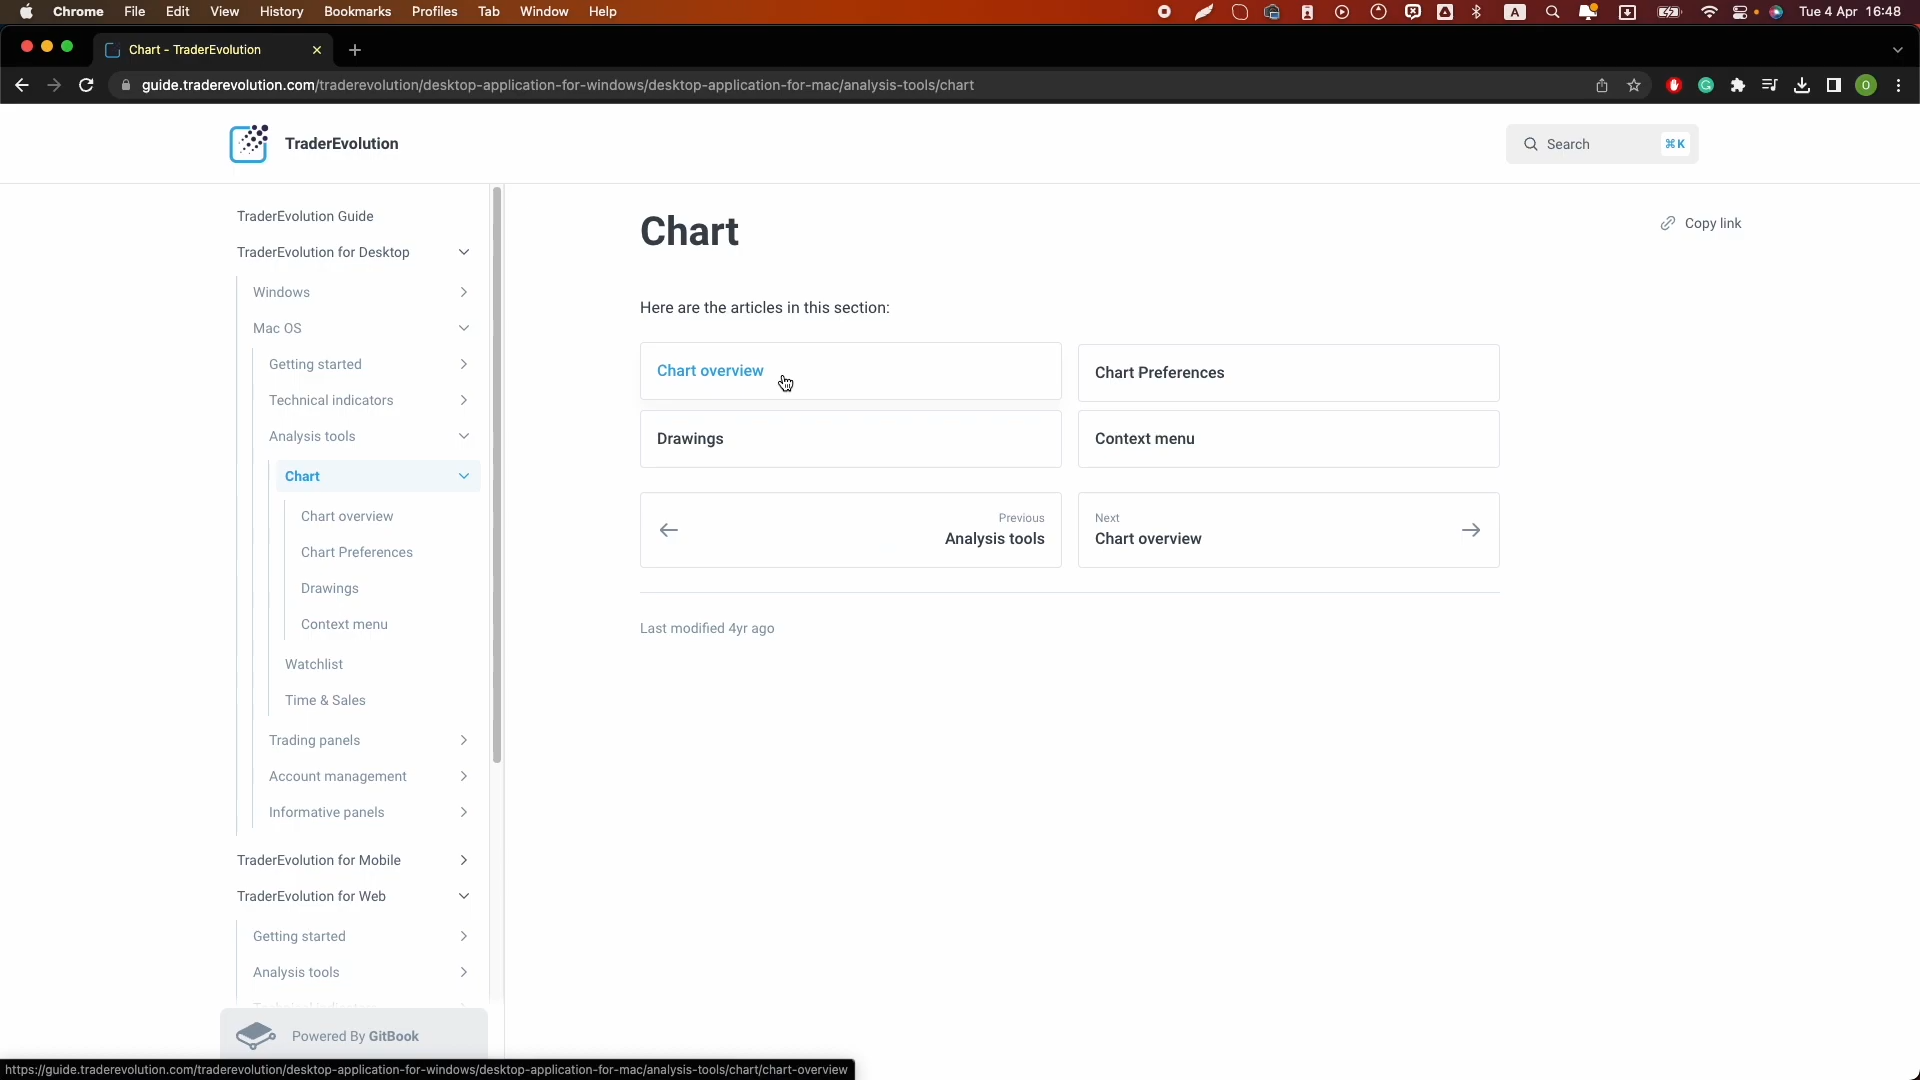 Chrome File Edit View History Bookmarks Profiles Tab Window Help
A
Tue 4 Apr 16:48
Chart - TraderEvolution
guide.traderevolution.com/traderevolution/desktop-application-for-windows/desktop-application-for-mac/analysis-tools/chart
TraderEvolution
Search
⌘K
TraderEvolution Guide
TraderEvolution for Desktop
Windows
Mac OS
Getting started
Technical indicators
Analysis tools
Chart
Chart overview
Chart Preferences
Drawings
Context menu
Watchlist
Time & Sales
Trading panels
Account management
Informative panels
TraderEvolution for Mobile
TraderEvolution for Web
Getting started
Analysis tools
Powered By GitBook
Chart
Copy link
Here are the articles in this section:
Chart overview
Chart Preferences
Drawings
Context menu
Previous
Analysis tools
Next
Chart overview
Last modified 4yr ago
https://guide.traderevolution.com/traderevolution/desktop-application-for-windows/desktop-application-for-mac/analysis-tools/chart/chart-overview